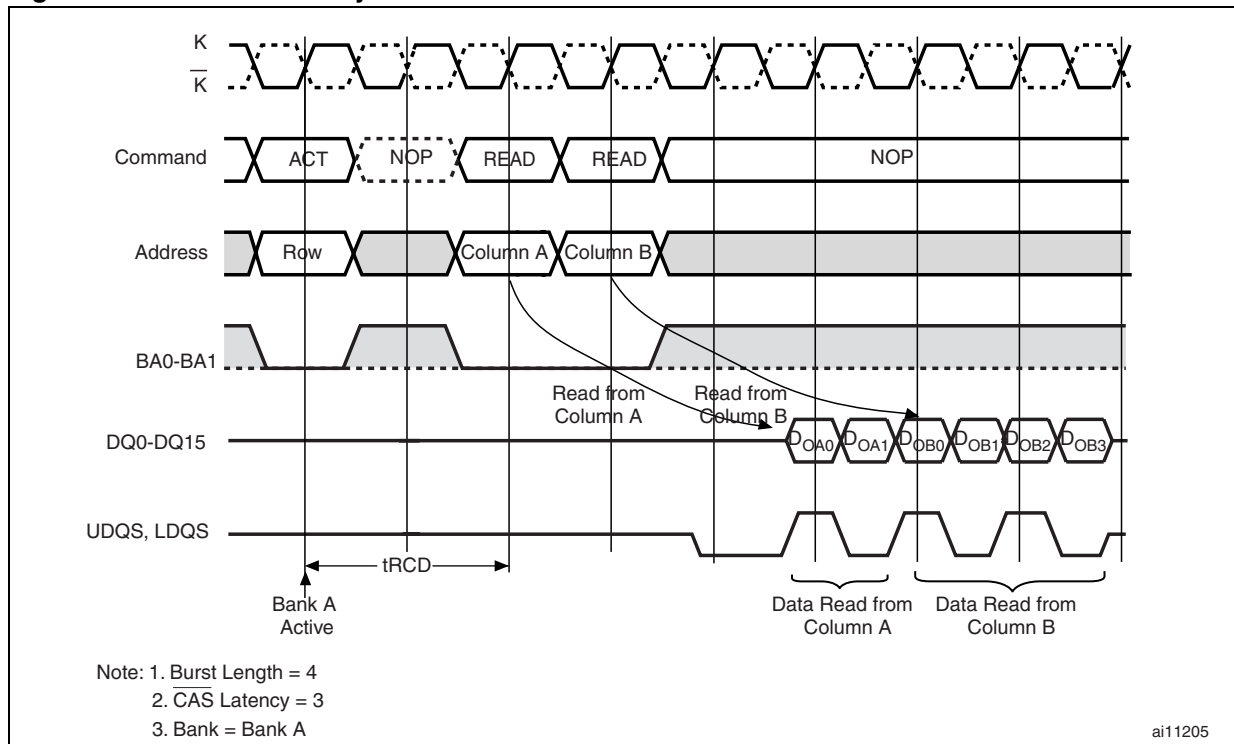 K
K
Command
ACT
NOP
READ
READ
NOP
Address
Row
Column A
Column B
BA0-BA1
Read from
Column A
Read from
Column B
DQ0-DQ15
DOA0
DOA1
DOB0
DOB1
DOB2
DOB3
UDQS, LDQS
tRCD
Bank A
Active
Data Read from
Column A
Data Read from
Column B
Note: 1. Burst Length = 4
2. CAS Latency = 3
3. Bank = Bank A
ai11205